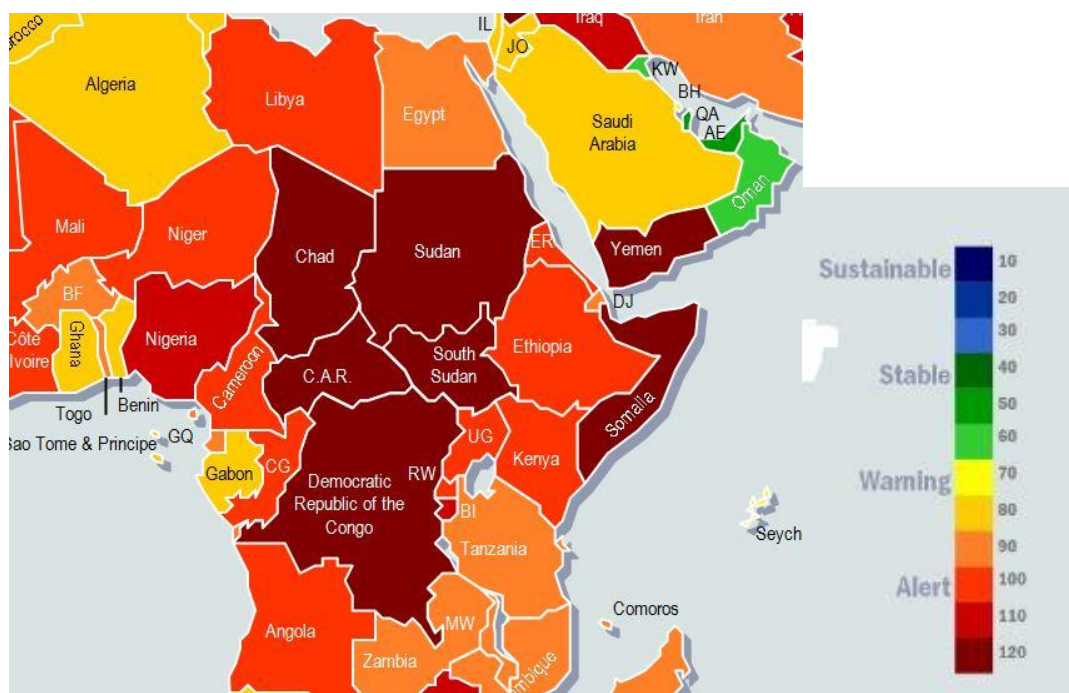 IL
Iraq
Iran
orocco
JO
KW
Algeria
BH
Libya
QA
Egypt
AE
Saudi
Arabia
Oman
Mali
Niger
Chad
Sudan
ER
Yemen
BF
DJ
Ghana
Nigeria
Côte
Ivoire
Cameroon
C.A.R.
South
Sudan
Ethiopia
Somalia
Togo
Benin
Sao Tome & Principe
GQ
Gabon
CG
UG
RW
Kenya
Democratic
Republic of the
Congo
BI
Tanzania
Seych
Comoros
Angola
MW
Zambia
mbique
Sustainable
10
20
30
Stable
40
50
60
Warning
70
80
90
Alert
100
110
120